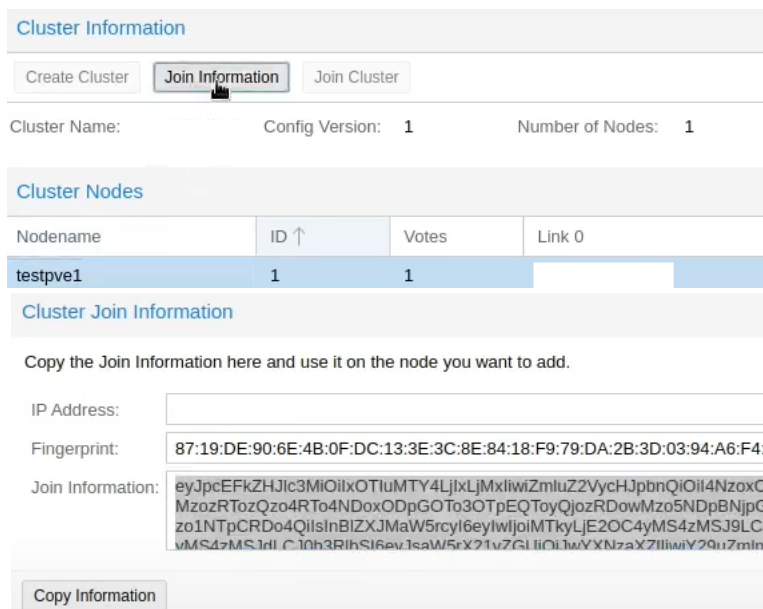 Cluster Information
Create Cluster Join Information Join Cluster
Cluster Name: Config Version: 1 Number of Nodes: 1
Cluster Nodes
Nodename ID ↑ Votes Link 0
testpve1 1 1
Cluster Join Information
Copy the Join Information here and use it on the node you want to add.
IP Address:
Fingerprint: 87:19:DE:90:6E:4B:0F:DC:13:3E:3C:8E:84:18:F9:79:DA:2B:3D:03:94:A6:F4:
Join Information:
Copy Information